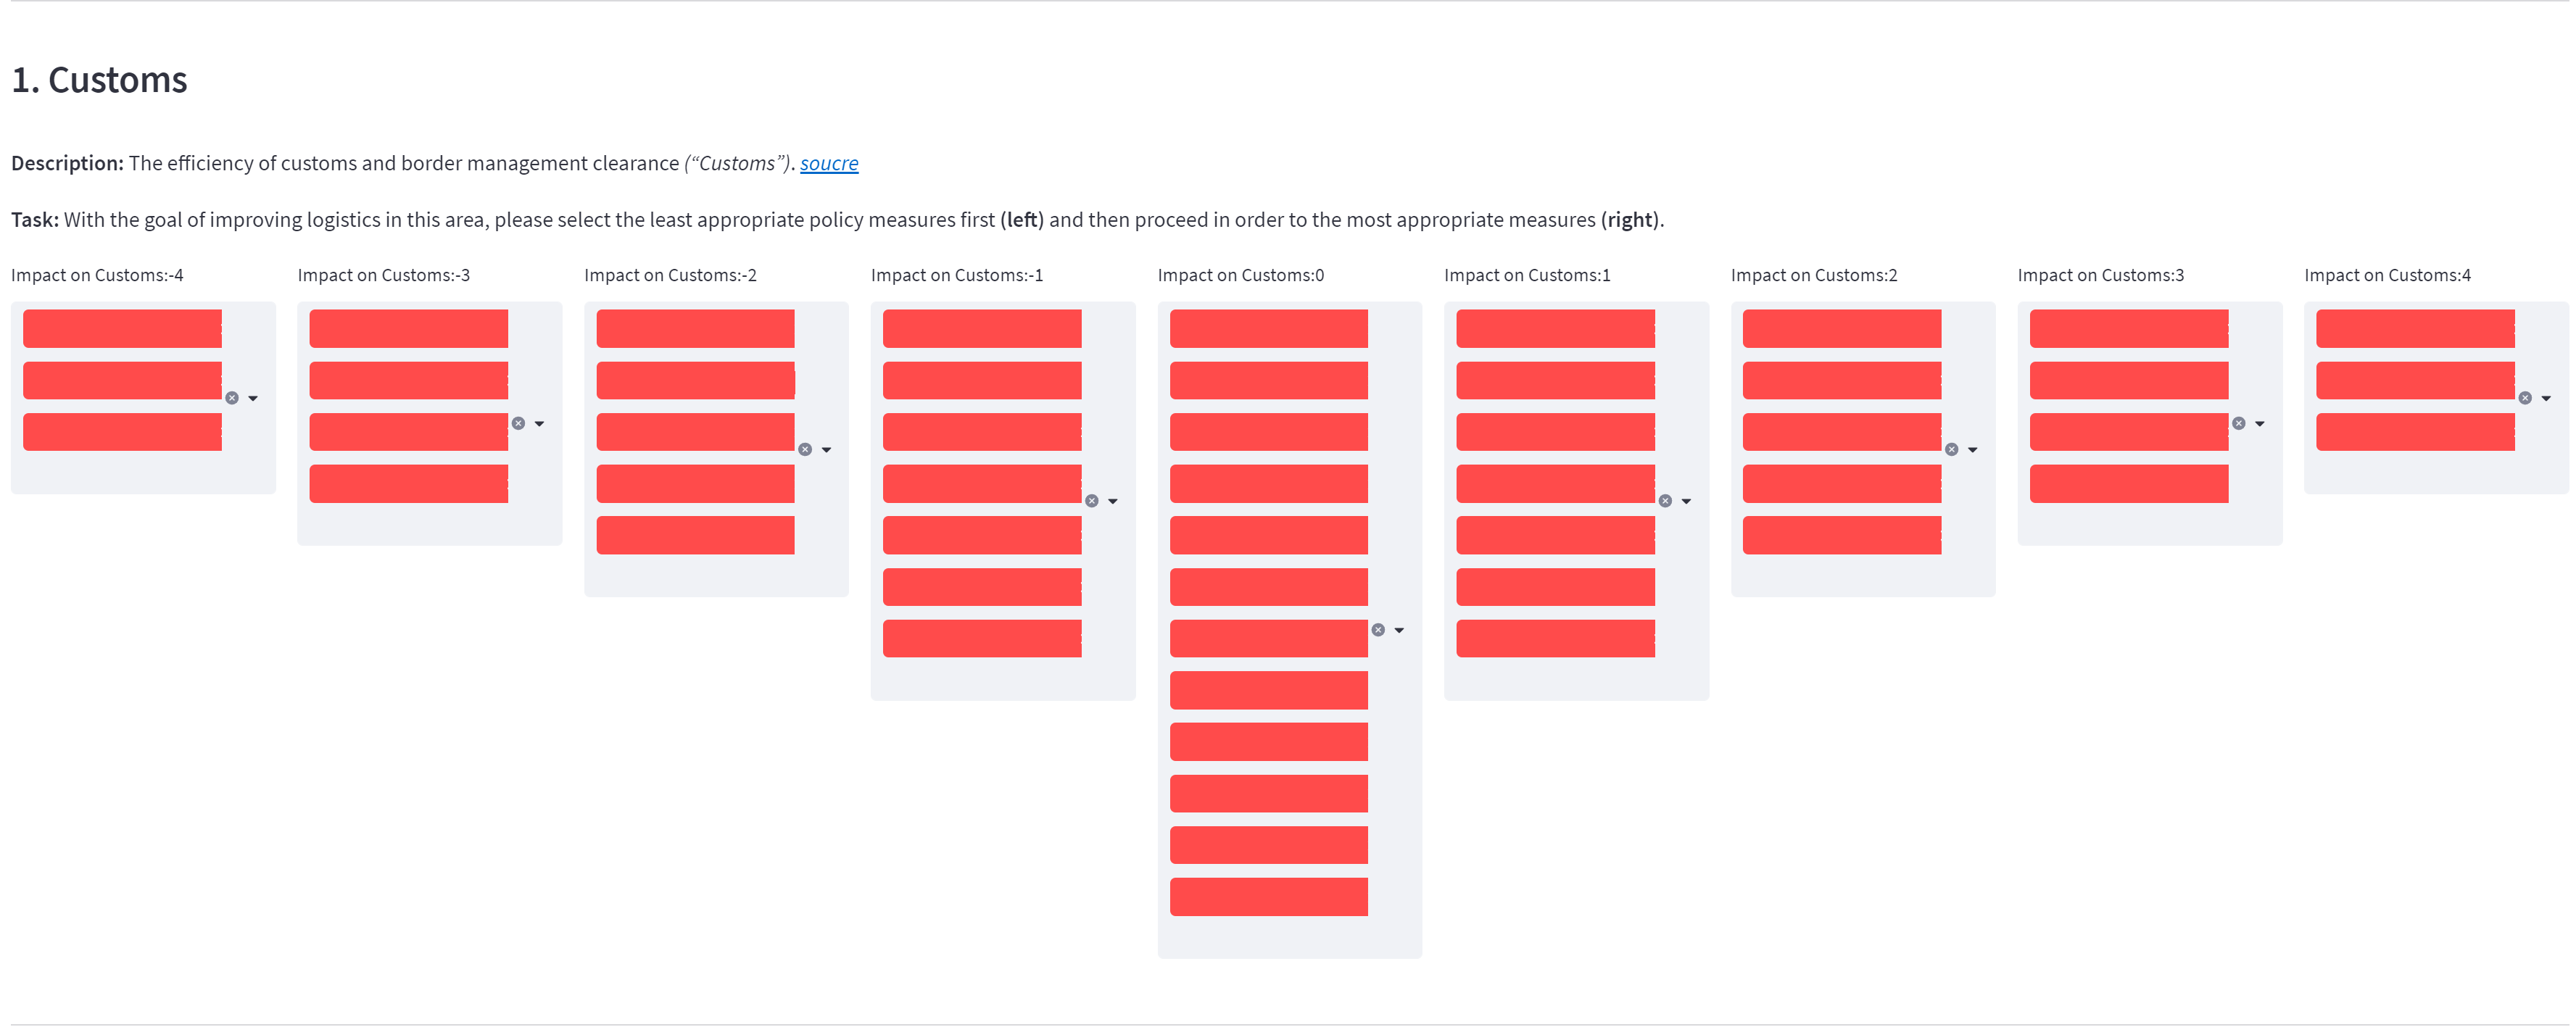 1. Customs
Description: The efficiency of customs and border management clearance (“Customs”). soucre
Task: With the goal of improving logistics in this area, please select the least appropriate policy measures first (left) and then proceed in order to the most appropriate measures (right).
Impact on Customs:-4
Impact on Customs:-3
Impact on Customs:-2
Impact on Customs:-1
Impact on Customs:0
Impact on Customs:1
Impact on Customs:2
Impact on Customs:3
Impact on Customs:4